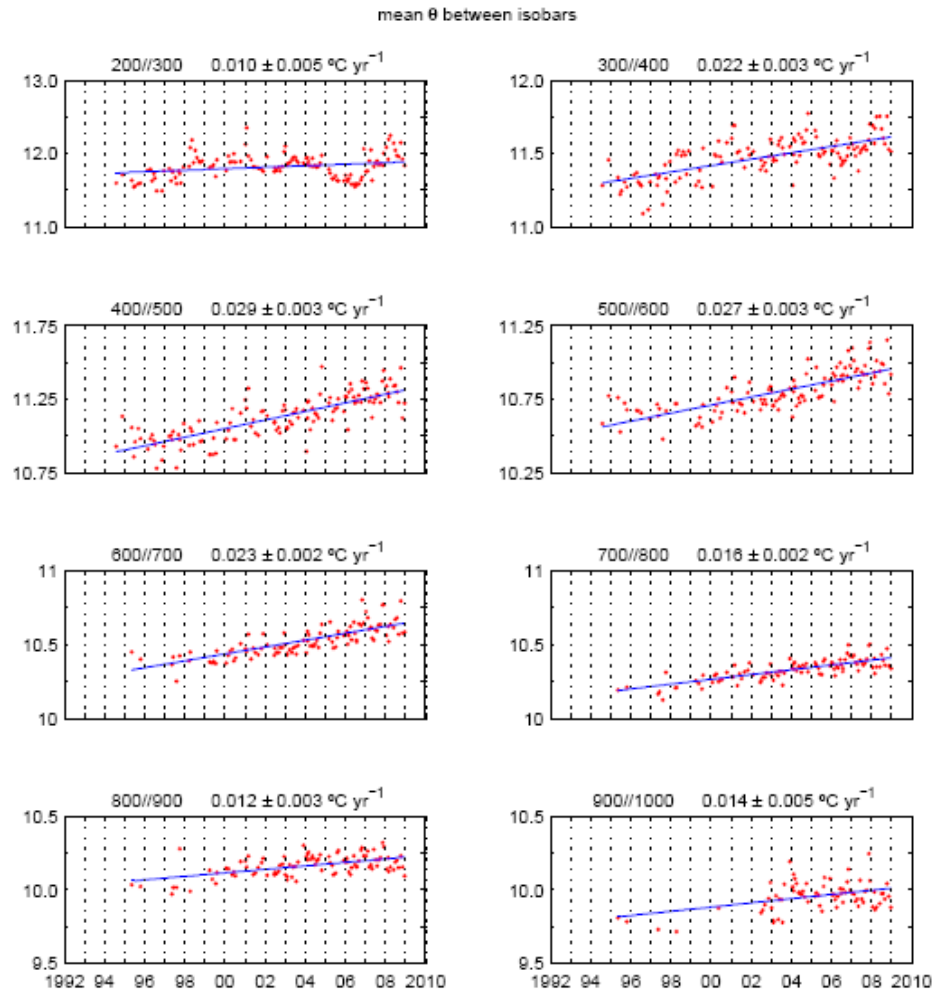 mean θ between isobars
200//300 0.010 ± 0.005 ºC yr⁻¹ 300//400 0.022 ± 0.003 ºC yr⁻¹
13.0 12.0
12.0 11.5
11.0 11.0
400//500 0.029 ± 0.003 ºC yr⁻¹ 500//600 0.027 ± 0.003 ºC yr⁻¹
11.75 11.25
11.25 10.75
10.75 10.25
600//700 0.023 ± 0.002 ºC yr⁻¹ 700//800 0.016 ± 0.002 ºC yr⁻¹
11 11
10.5 10.5
10 10
800//900 0.012 ± 0.003 ºC yr⁻¹ 900//1000 0.014 ± 0.005 ºC yr⁻¹
10.5 10.5
10.0 10.0
9.5 9.5
1992 94 96 98 00 02 04 06 08 2010 1992 94 96 98 00 02 04 06 08 2010